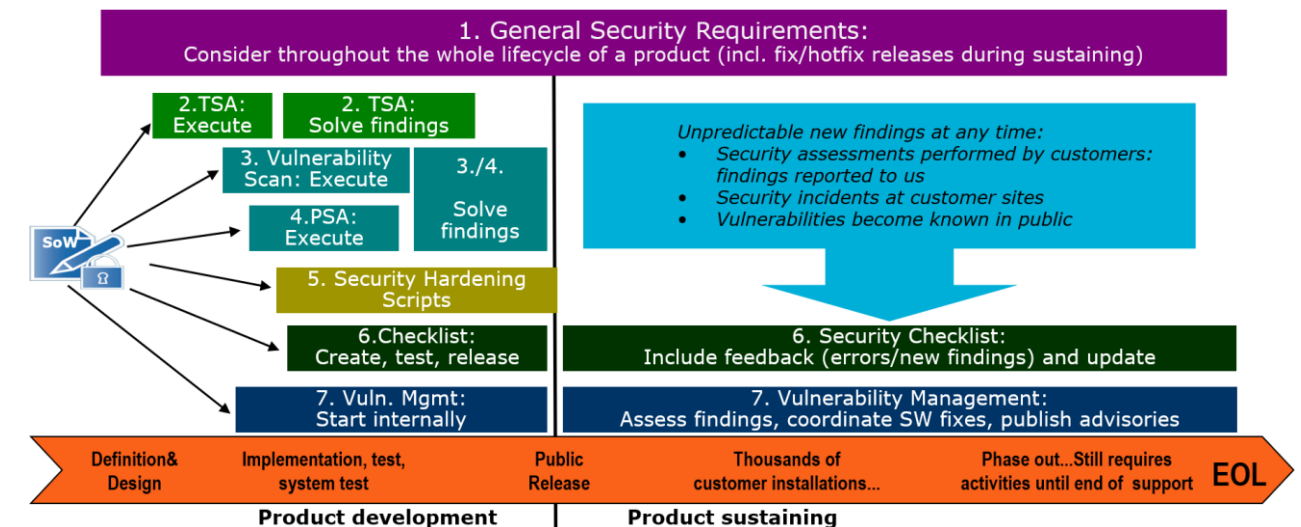 1. General Security Requirements:
Consider throughout the whole lifecycle of a product (incl. fix/hotfix releases during sustaining)
2.TSA:
Execute
2. TSA:
Solve findings
3. Vulnerability
Scan: Execute
3./4.
Solve
findings
4.PSA:
Execute
SoW
5. Security Hardening
Scripts
6.Checklist:
Create, test, release
7. Vuln. Mgmt:
Start internally
Unpredictable new findings at any time:
• Security assessments performed by customers:
findings reported to us
• Security incidents at customer sites
• Vulnerabilities become known in public
6. Security Checklist:
Include feedback (errors/new findings) and update
7. Vulnerability Management:
Assess findings, coordinate SW fixes, publish advisories
Definition&
Design
Implementation, test,
system test
Public
Release
Thousands of
customer installations...
Phase out...Still requires
activities until end of support
EOL
Product development
Product sustaining